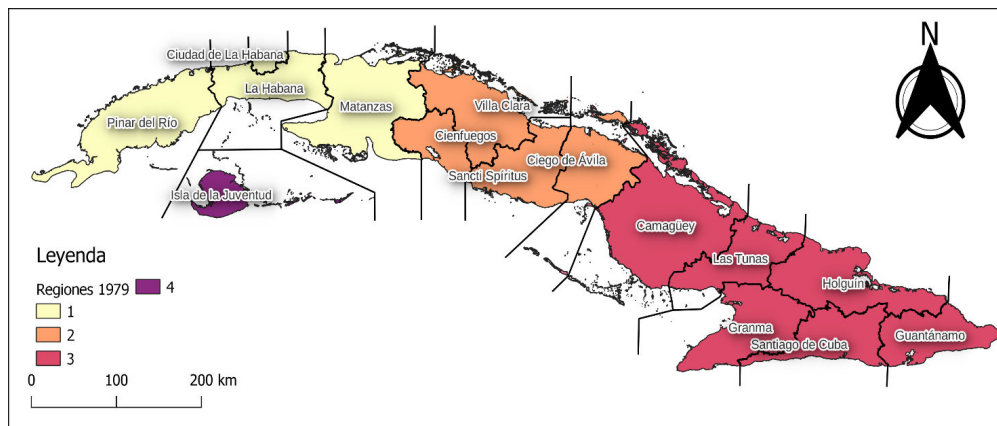 N
Ciudad de La Habana
La Habana
Pinar del Río
Matanzas
Villa Clara
Cienfuegos
Ciego de Ávila
Sancti Spíritus
Isla de la Juventud
Camagüey
Las Tunas
Holguín
Granma
Santiago de Cuba
Guantánamo
Leyenda
Regiones 1979
1
2
3
4
0 100 200 km